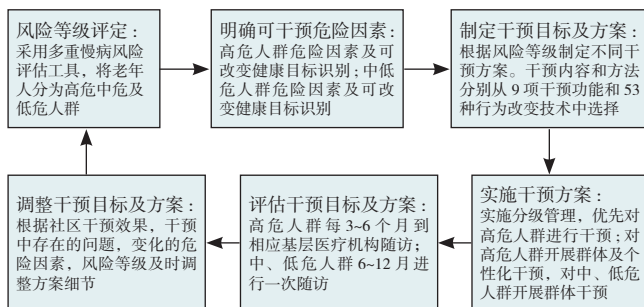 风险等级评定：
采用多重慢病风险
评估工具，将老年
人分为高危中危及
低危人群
明确可干预危险因素：
高危人群危险因素及可
改变健康目标识别；中低
危人群危险因素及可改
变健康目标识别
制定干预目标及方案：
根据风险等级制定不同干
预方案。干预内容和方法
分别从 9 项干预功能和 53
种行为改变技术中选择
实施干预方案：
实施分级管理，优先对
高危人群进行干预；对
高危人群开展群体及个
性化干预，对中、低危
人群开展群体干预
评估干预目标及方案：
高危人群每 3~6 个月到
相应基层医疗机构随访；
中、低危人群 6~12月进
行一次随访
调整干预目标及方案：
根据社区干预效果，干预
中存在的问题，变化的危
险因素，风险等级及时调
整方案细节